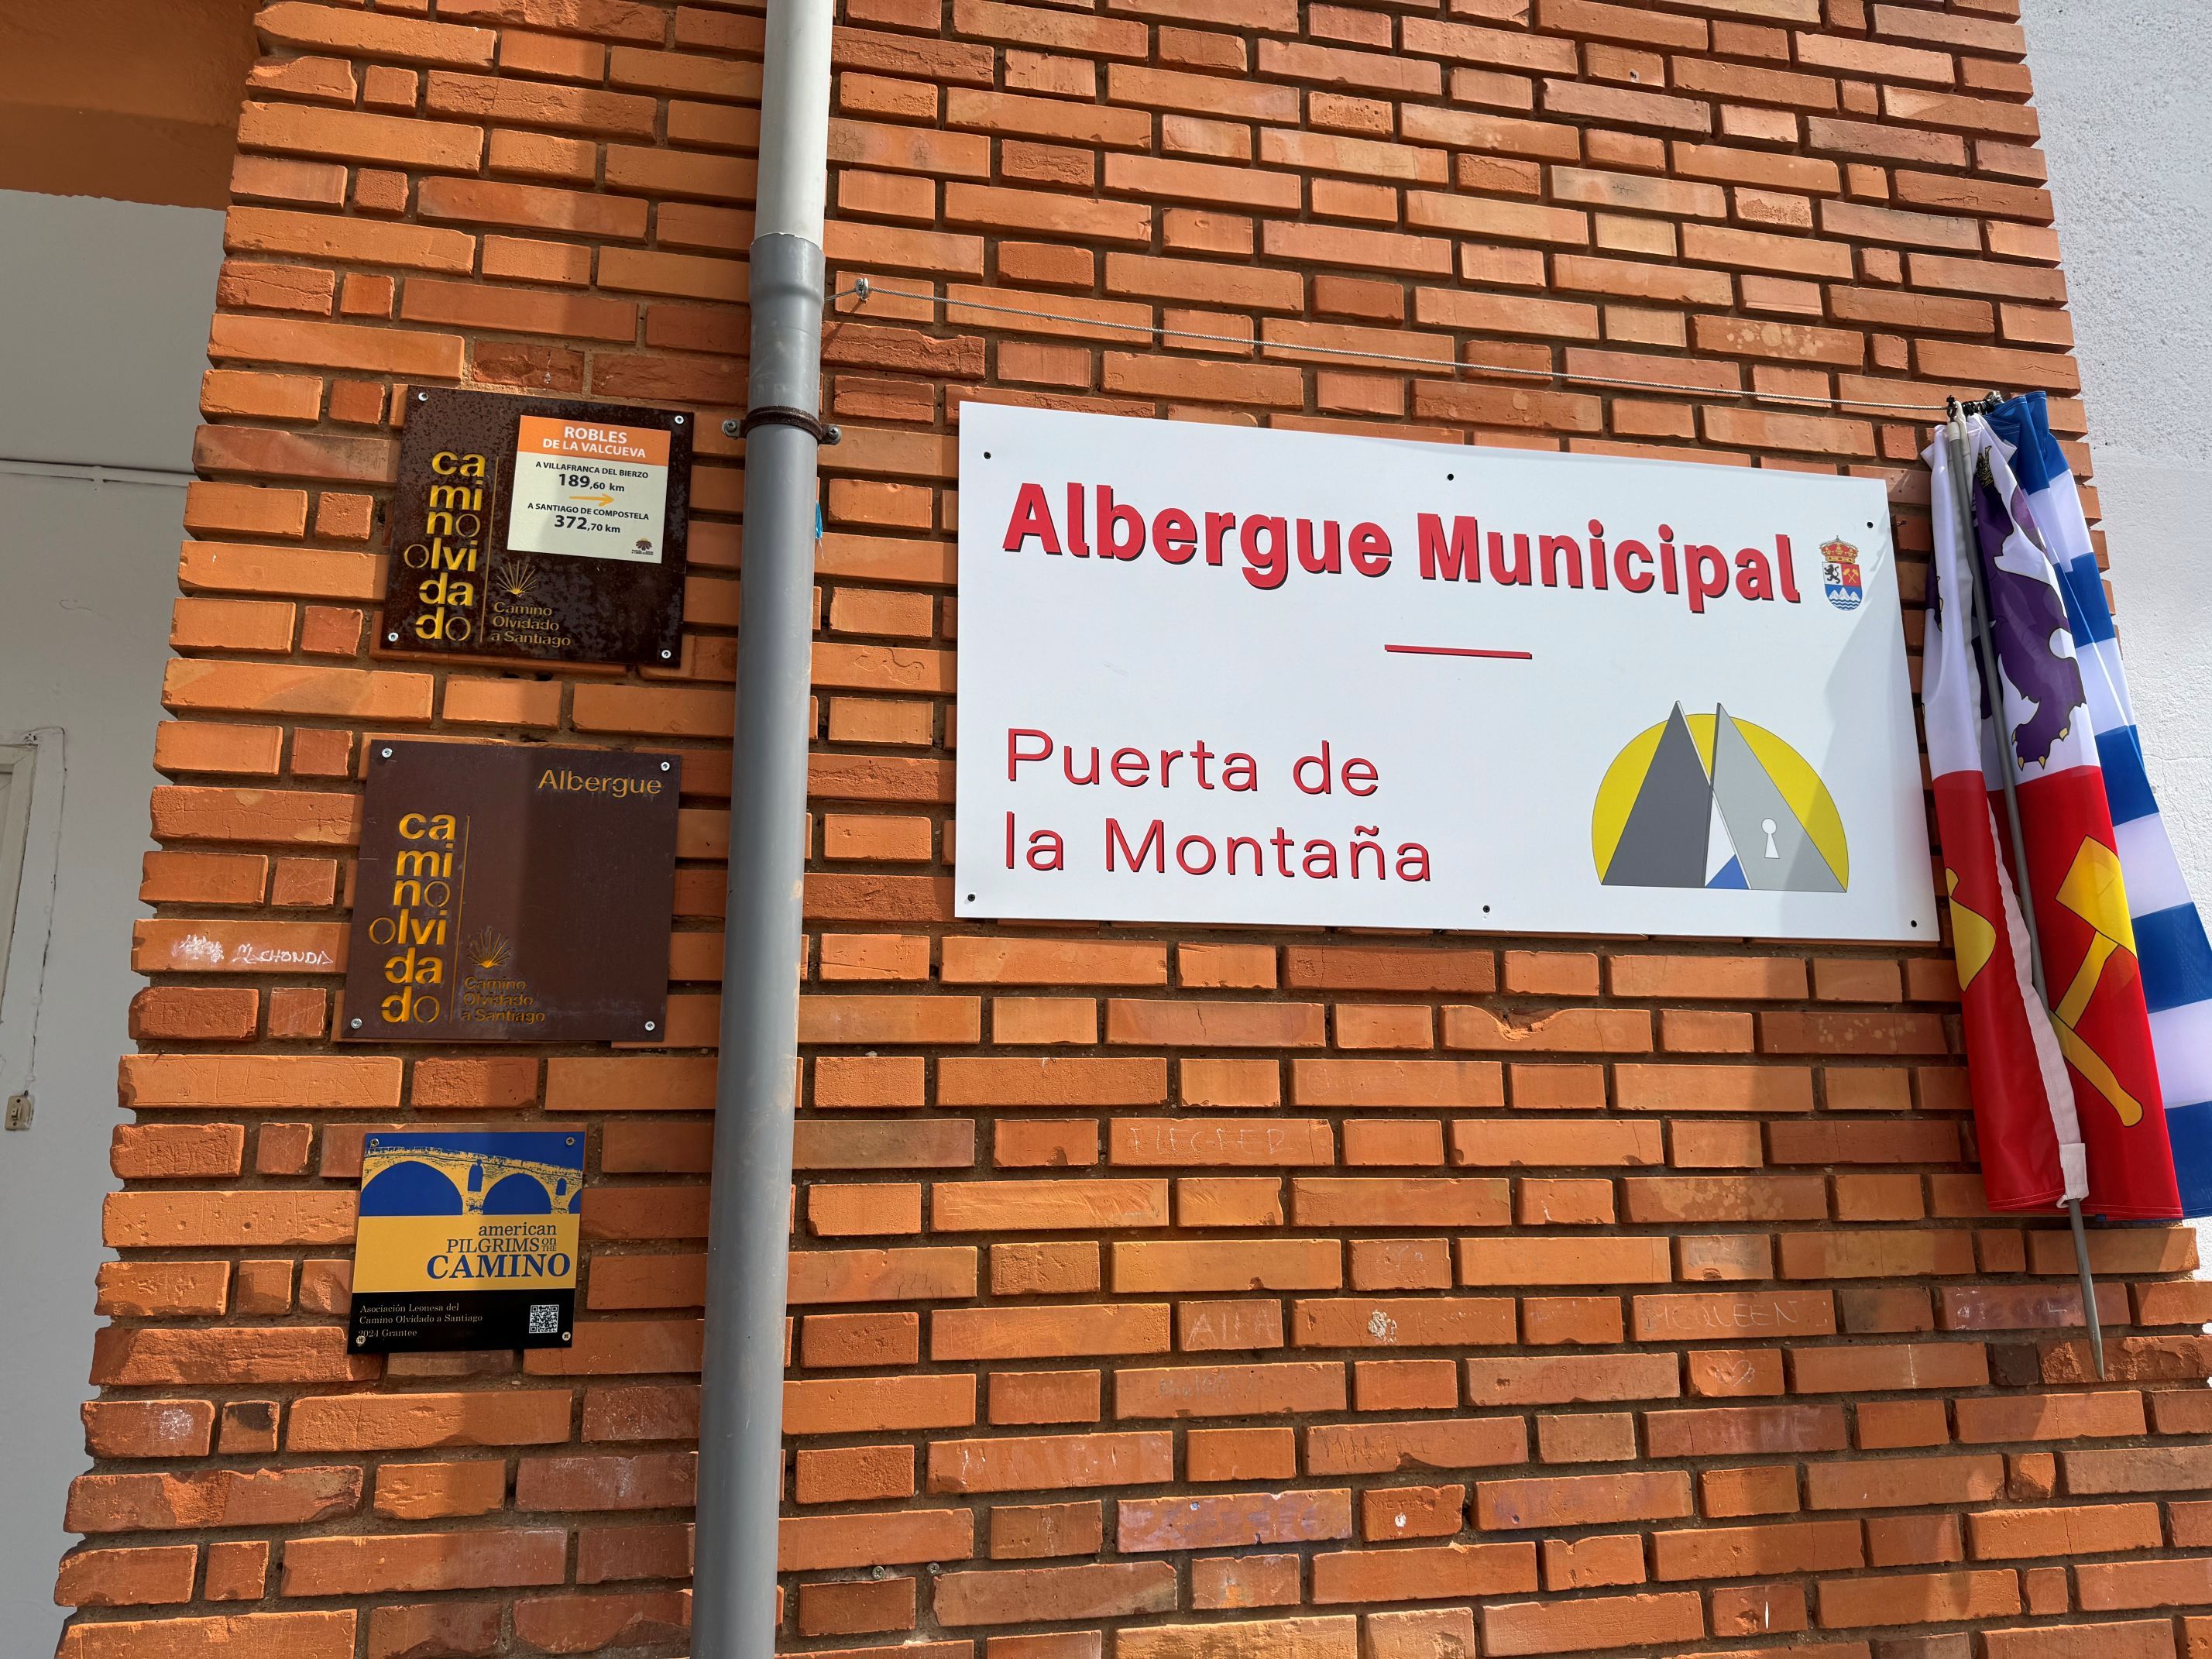 ROBLES
DE LA VALCUEVA
A VILLAFRANCA DEL BIERZO
189,60 km
A SANTIAGO DE COMPOSTELA
372,70 km
ca
mi
no
olvi
da
do
Camino
Olvidado
a Santiago
Albergue
ca
mi
no
olvi
da
do
Camino
Olvidado
a Santiago
american
PILGRIMS on THE
CAMINO
Asociación Leonesa del
Camino Olvidado a Santiago
2024 Grantee
Albergue Municipal
Puerta de
la Montaña
CHONDA
MCQUEEN